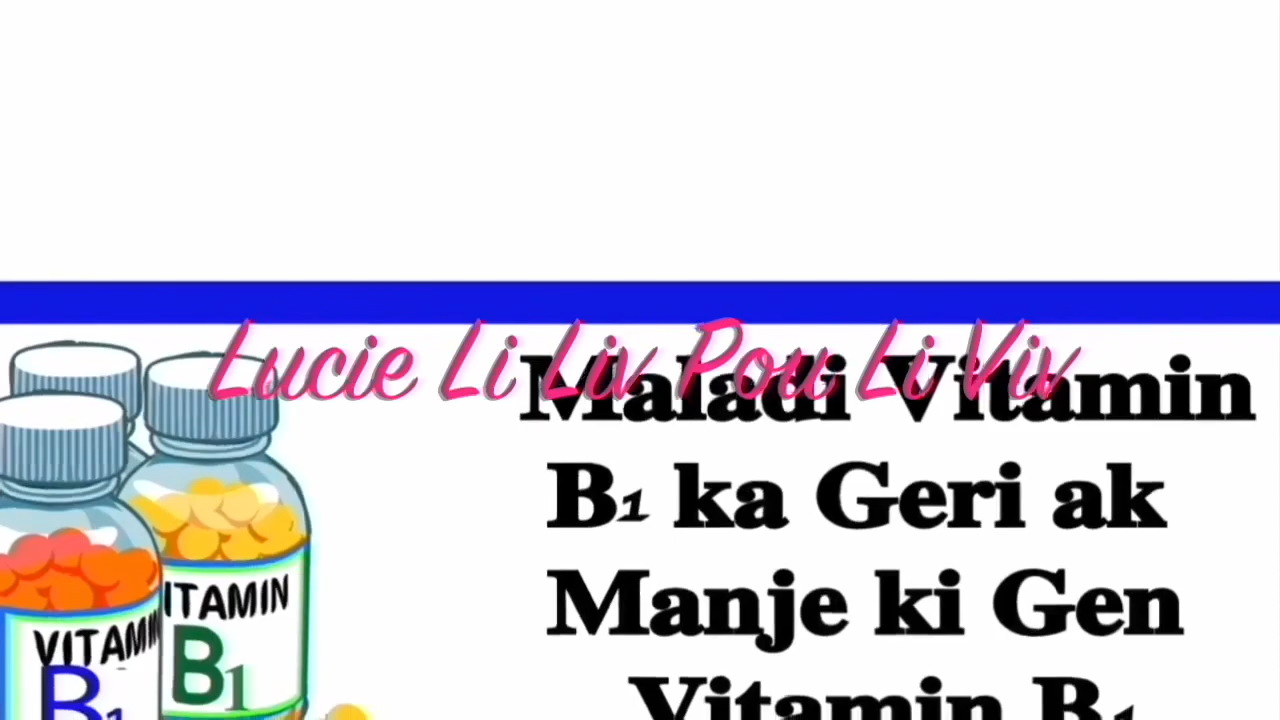 Lucie Li Liv Pou Li Viv
Maladi Vitamin
B1 ka Geri ak
Manje ki Gen
Vitamin B1
VITAMIN
B1
ITAMIN
B1